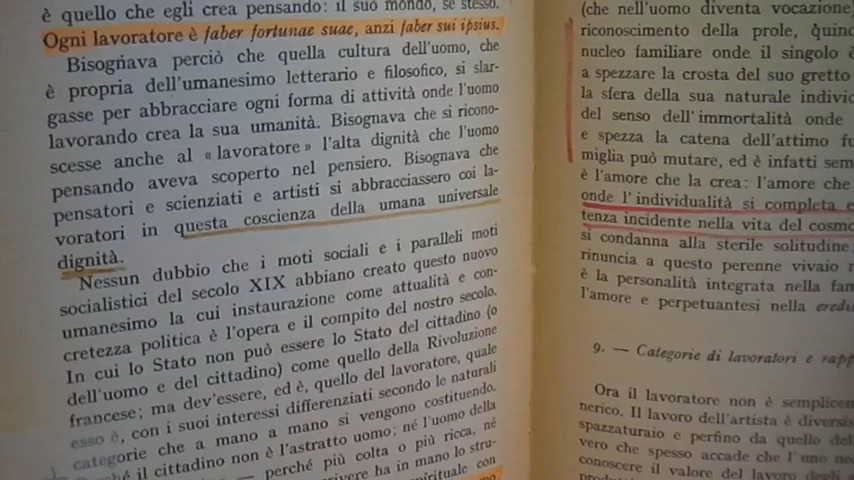 è quello che egli crea pensando: il suo mondo, se stesso.
Ogni lavoratore è faber fortunae suae, anzi faber sui ipsius.
Bisognava perciò che quella cultura dell'uomo, che
è propria dell'umanesimo letterario e filosofico, si slar-
gasse per abbracciare ogni forma di attività onde l'uomo
lavorando crea la sua umanità. Bisognava che si ricono-
scesse anche al « lavoratore » l'alta dignità che l'uomo
pensando aveva scoperto nel pensiero. Bisognava che
pensatori e scienziati e artisti si abbracciassero coi la-
voratori in questa coscienza della umana universale
dignità.
Nessun dubbio che i moti sociali e i paralleli moti
socialistici del secolo XIX abbiano creato questo nuovo
umanesimo la cui instaurazione come attualità e con-
cretezza politica è l'opera e il compito del nostro secolo.
In cui lo Stato non può essere lo Stato del cittadino (o
dell'uomo e del cittadino) come quello della Rivoluzione
francese; ma dev'essere, ed è, quello del lavoratore, quale
esso è, con i suoi interessi differenziati secondo le naturali
categorie che a mano a mano si vengono costituendo.
il cittadino non è l'astratto uomo; né l'uomo della
— perché più colta o più ricca, né
ha in mano lo stru-
con
(che nell'uomo diventa vocazione)
riconoscimento della prole,
nucleo familiare onde il singolo è
a spezzare la crosta del suo gretto
la sfera della sua naturale
del senso dell'immortalità onde
e spezza la catena dell'attimo
miglia può mutare, ed è infatti
è l'amore che la crea: l'amore che
onde l'individualità si completa e
tenza incidente nella vita del
si condanna alla sterile solitudine
rinuncia a questo perenne vivaio
è la personalità integrata nella
l'amore e perpetuantesi nella
9. — Categorie di lavoratori e
Ora il lavoratore non è
nerico. Il lavoro dell'artista è
spazzaturaio e perfino da quello
vero che spesso accade che l'uno
conoscere il valore del lavoro